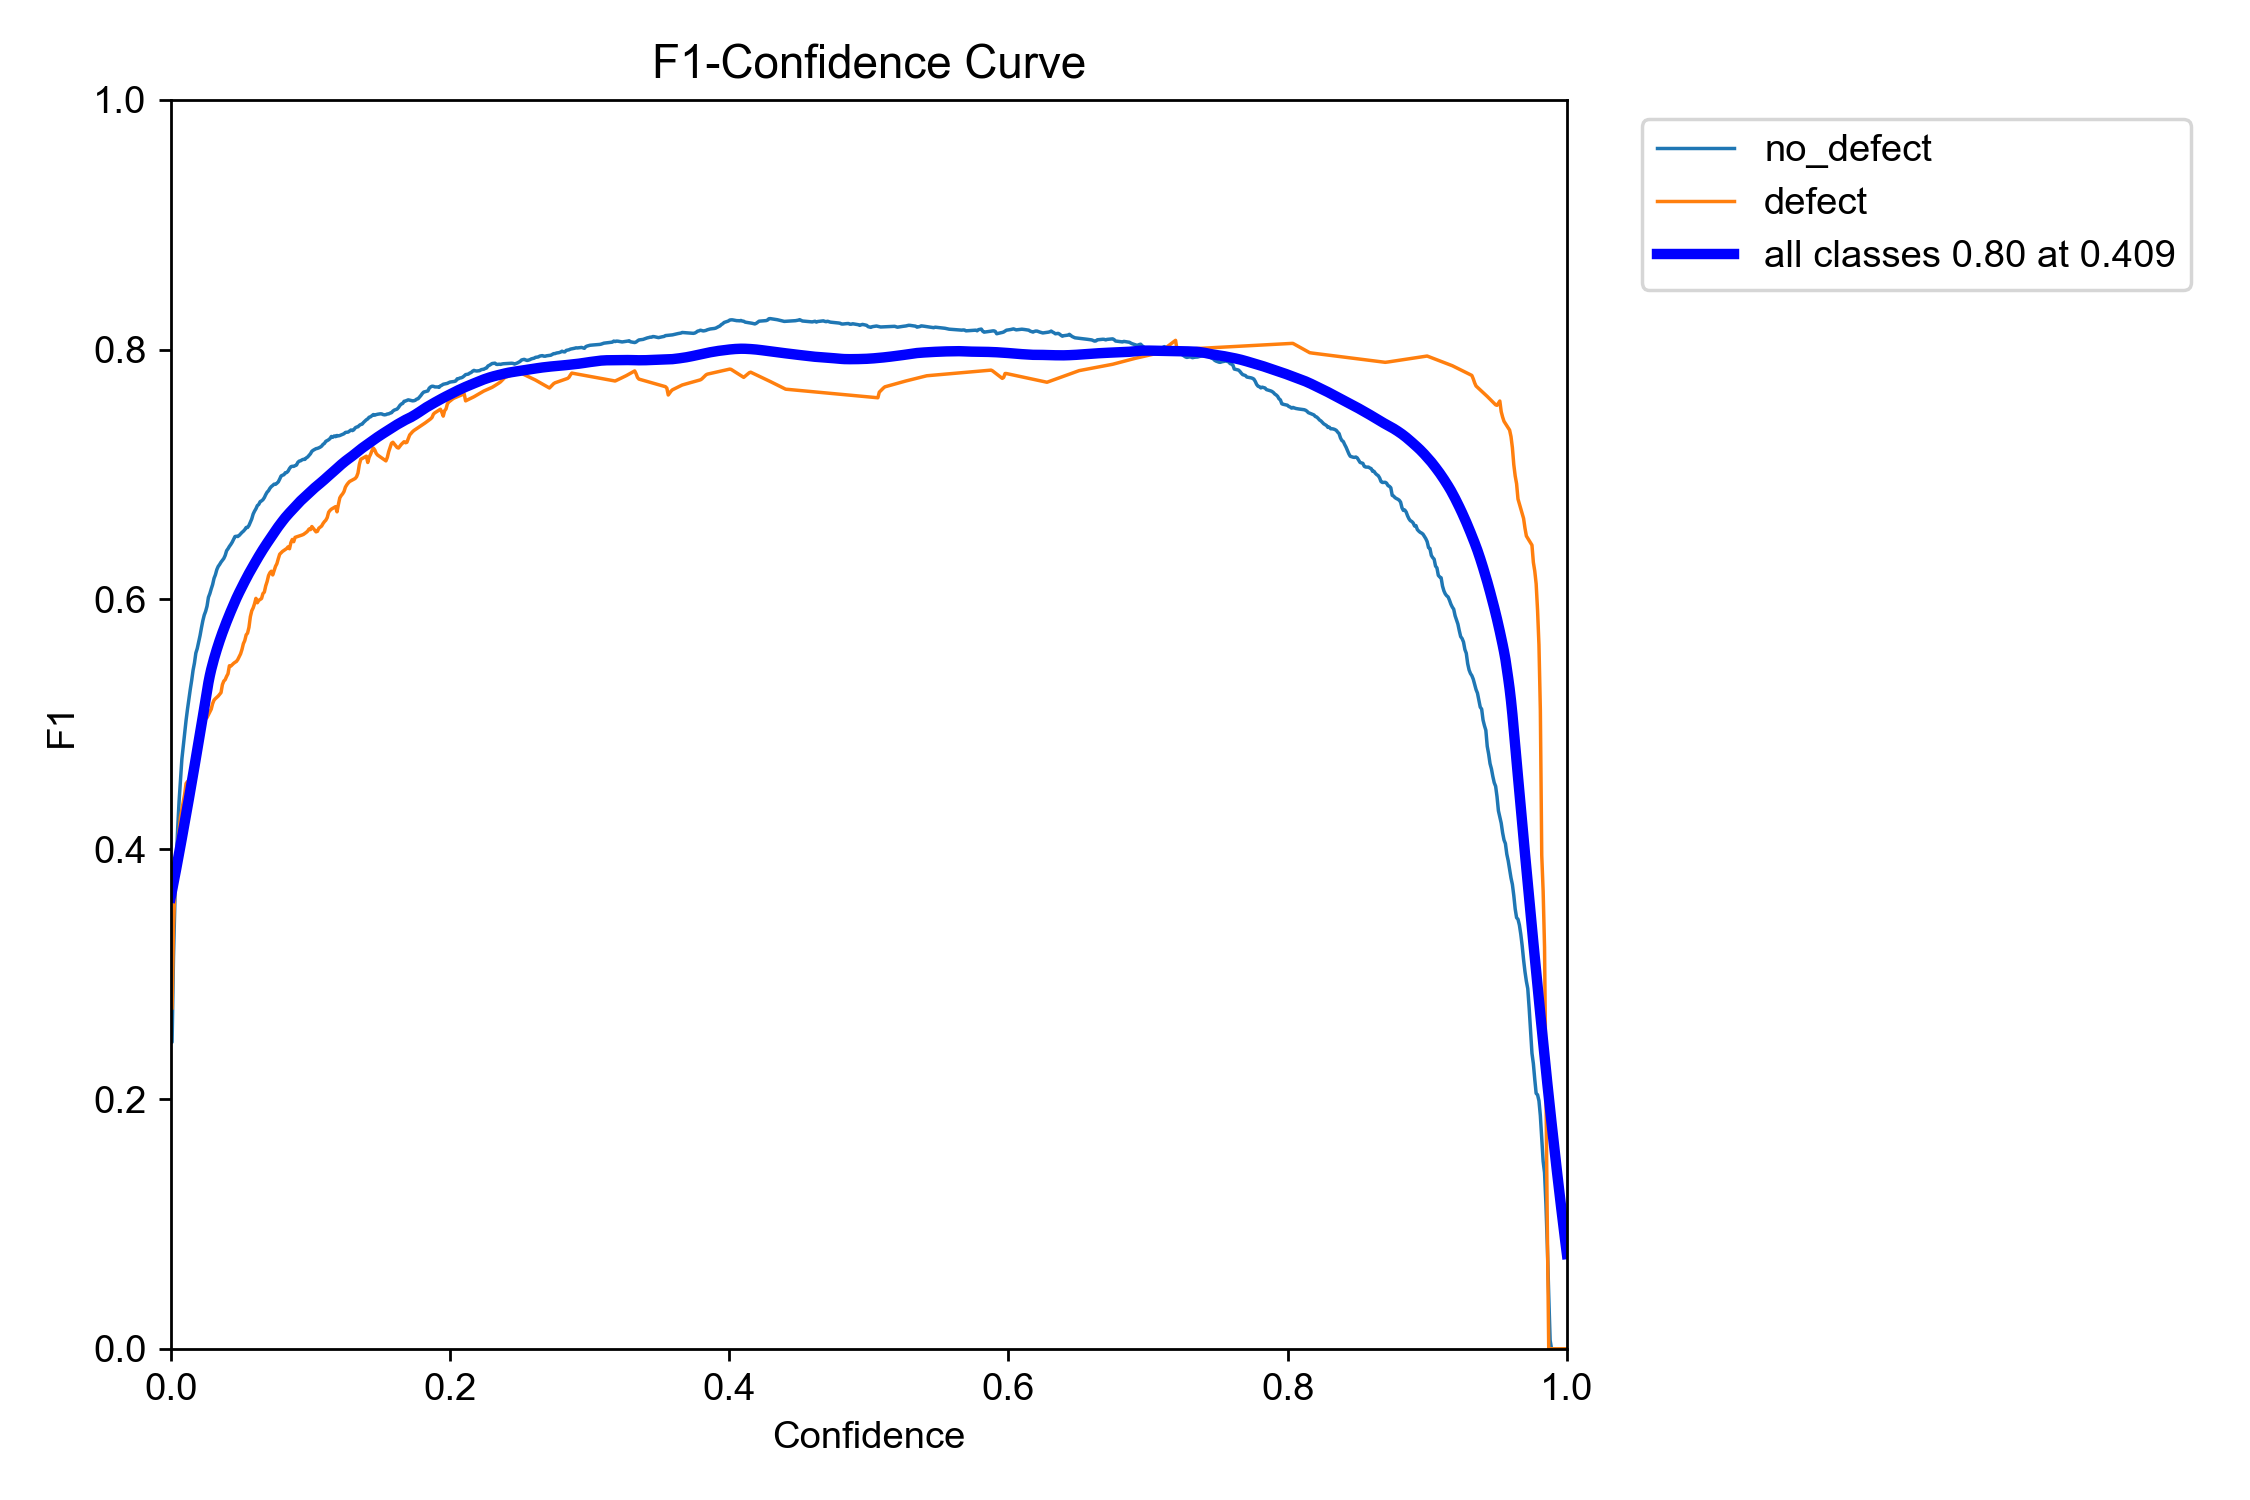 F1-Confidence Curve
1.0
0.8
0.6
0.4
0.2
0.0
F1
0.0 0.2 0.4 0.6 0.8 1.0
Confidence
no_defect
defect
all classes 0.80 at 0.409